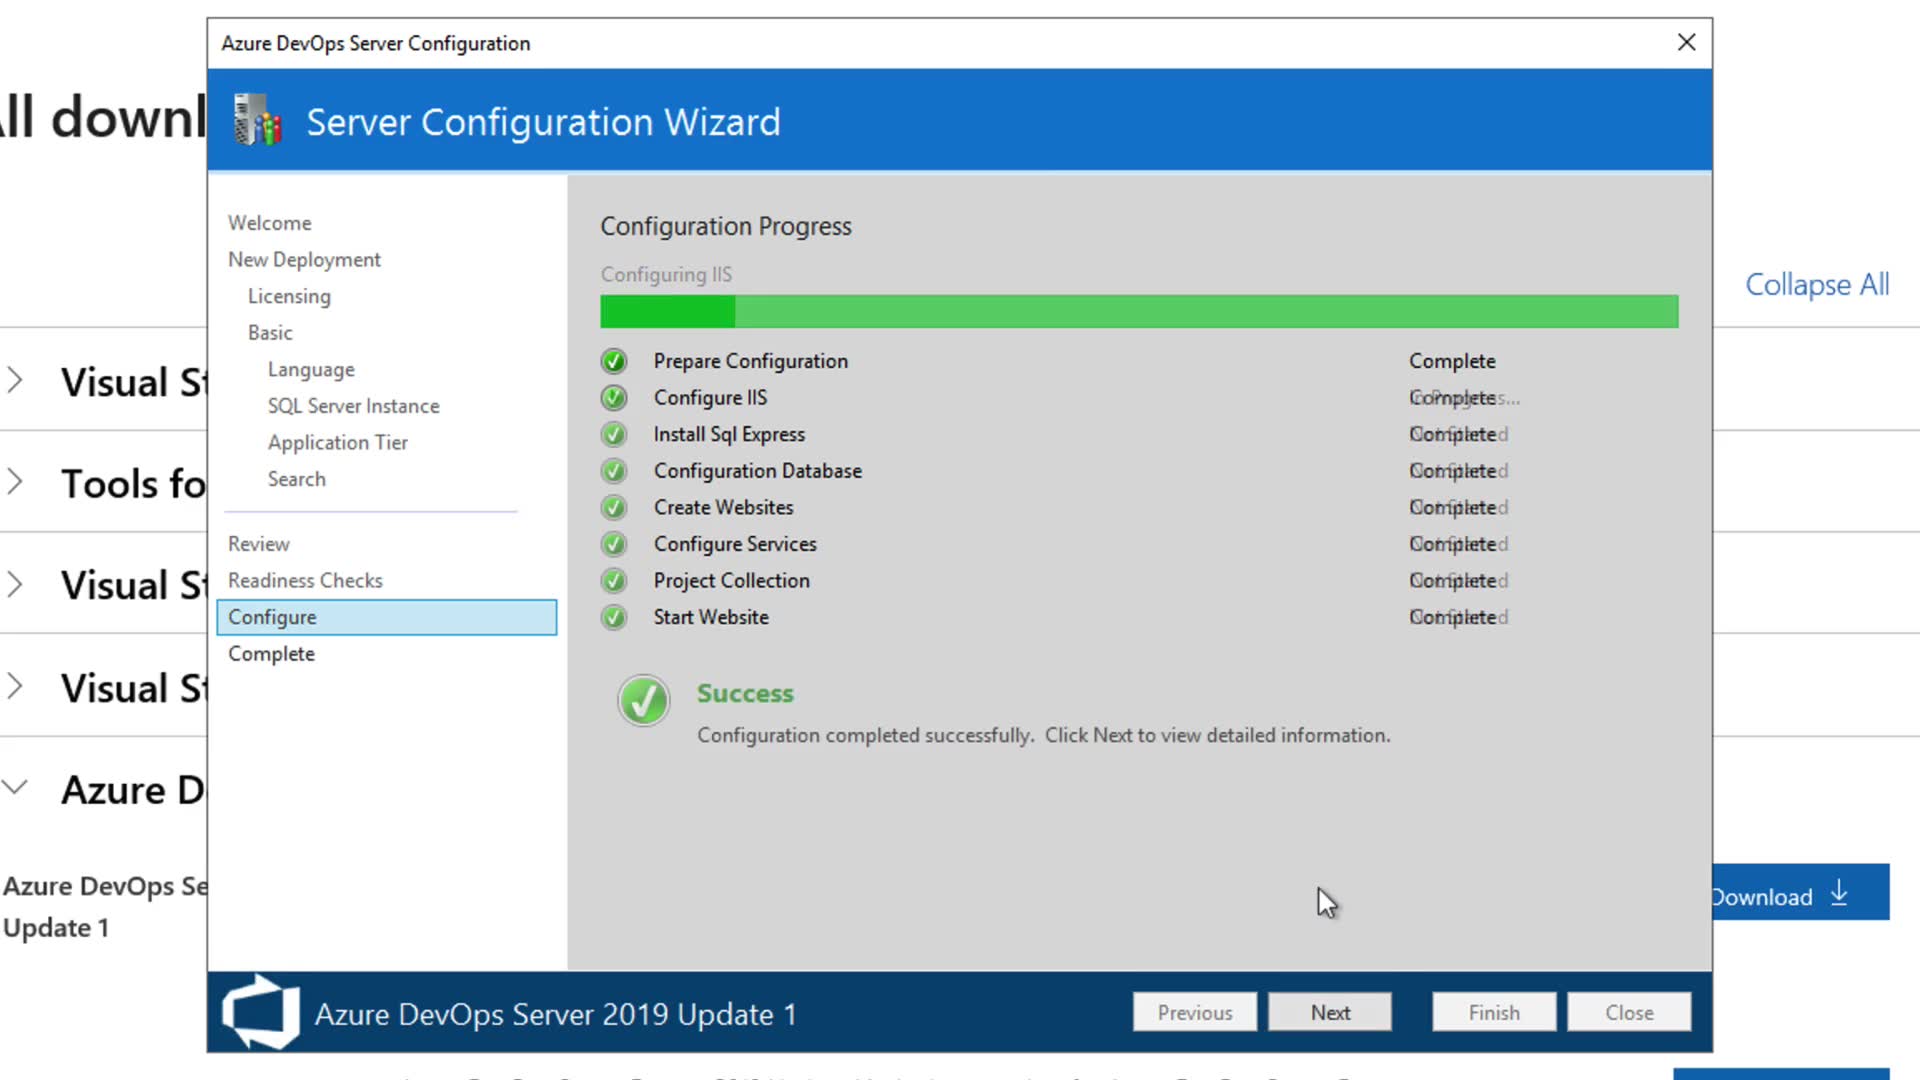 Azure DevOps Server Configuration
Server Configuration Wizard
All downl
Collapse All
Welcome
New Deployment
Licensing
Basic
Language
SQL Server Instance
Application Tier
Search
Review
Readiness Checks
Configure
Complete
Configuration Progress
Configuring IIS
Prepare Configuration Complete
Configure IIS Complete
Install Sql Express Complete
Configuration Database Complete
Create Websites Complete
Configure Services Complete
Project Collection Complete
Start Website Complete
Success
Configuration completed successfully. Click Next to view detailed information.
Visual St
Tools fo
Visual St
Visual St
Azure D
Azure DevOps Se
Update 1
Download
Azure DevOps Server 2019 Update 1
Previous
Next
Finish
Close